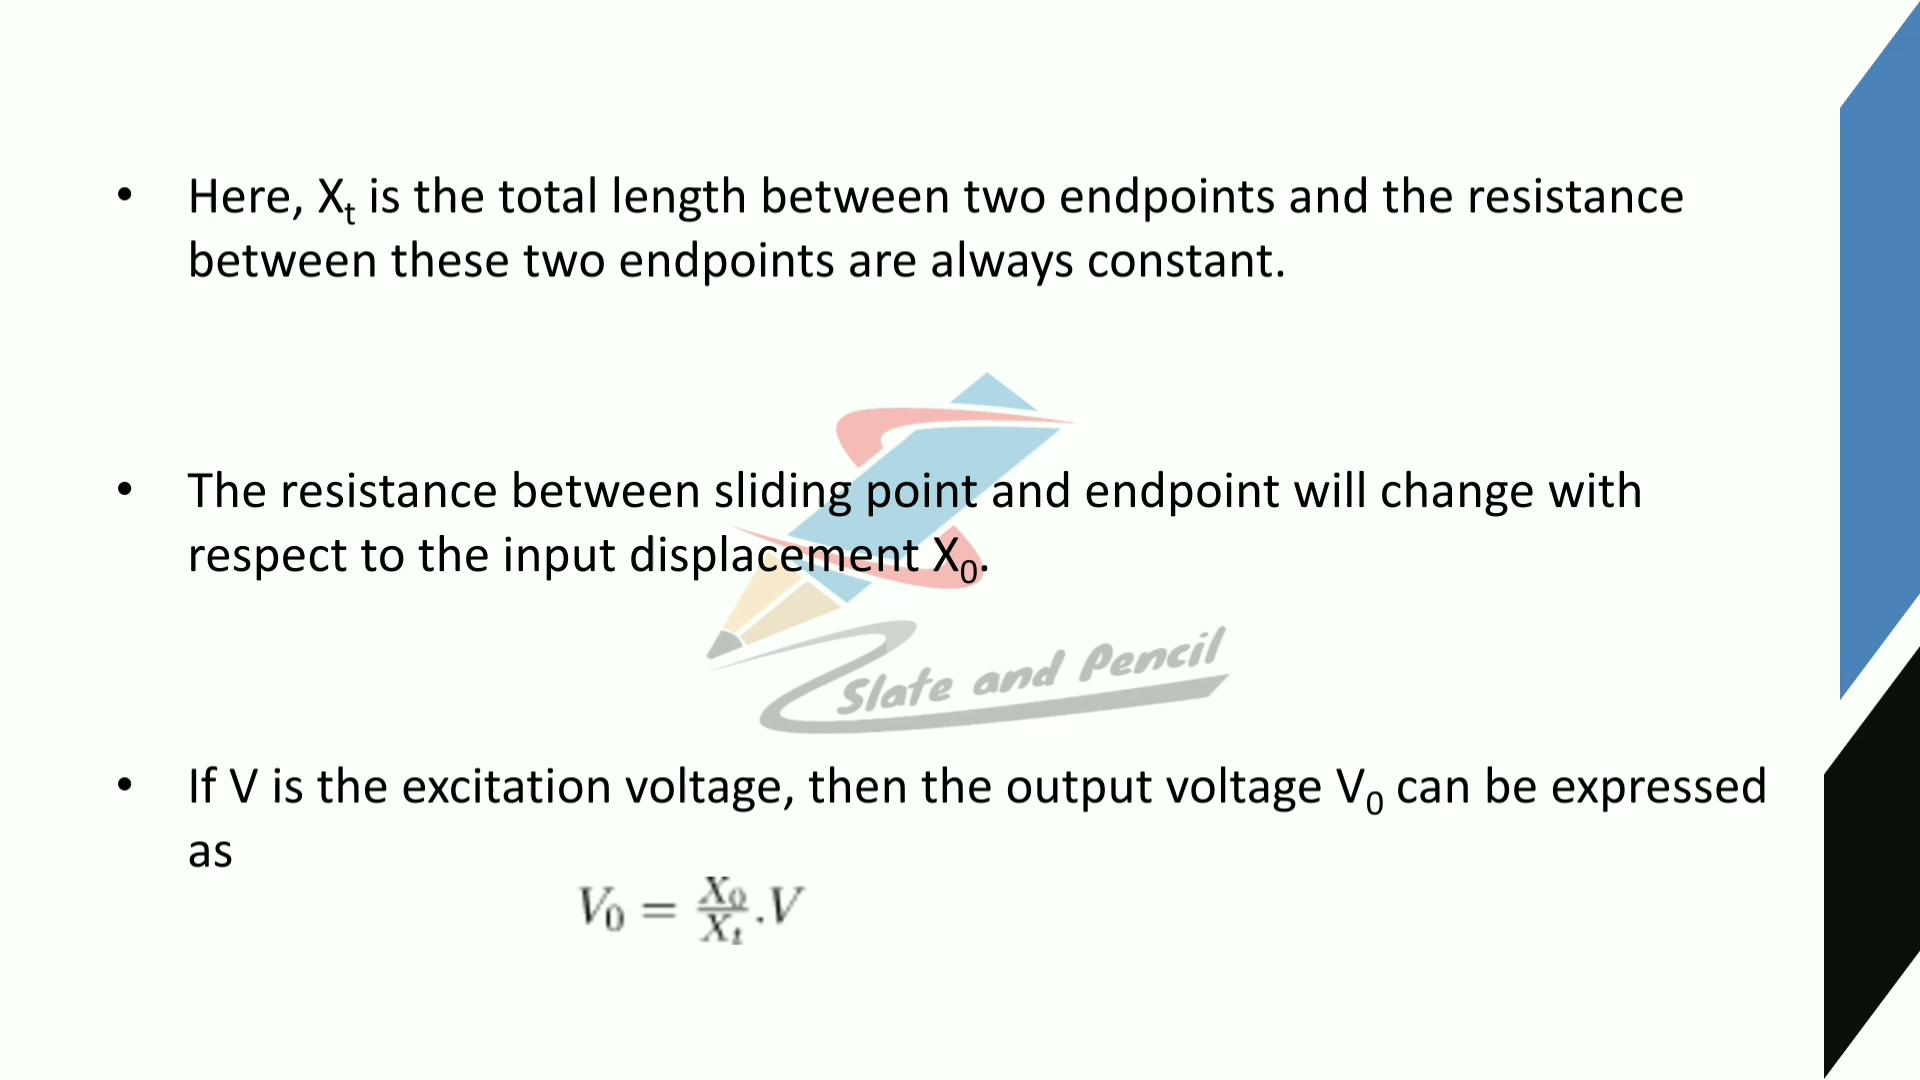 • Here, Xₜ is the total length between two endpoints and the resistance
between these two endpoints are always constant.
• The resistance between sliding point and endpoint will change with
respect to the input displacement X₀.
Slate and Pencil
• If V is the excitation voltage, then the output voltage V₀ can be expressed
as
V₀ = X₀/Xₜ .V